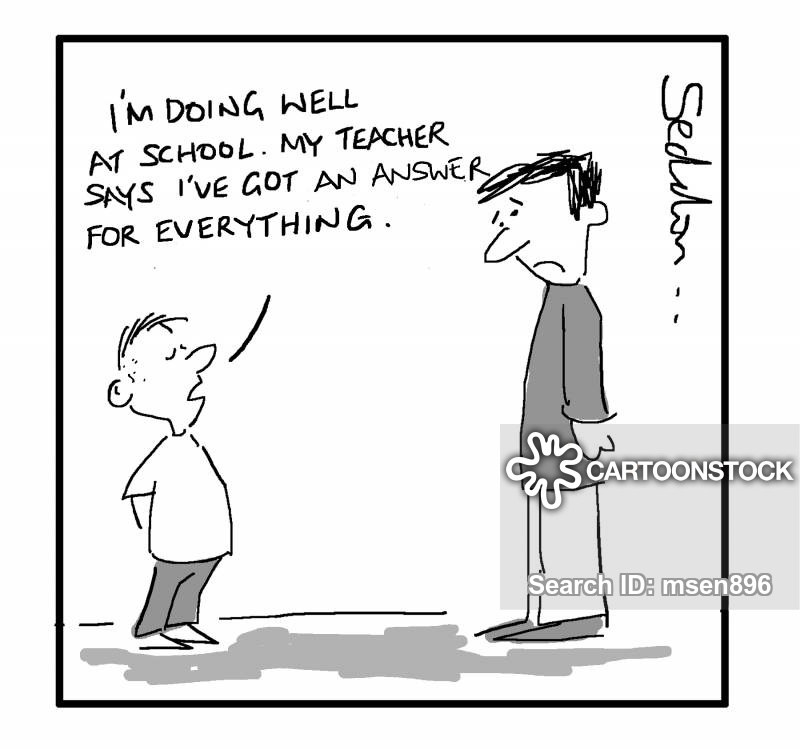 I'M DOING WELL
AT SCHOOL. MY TEACHER
SAYS I'VE GOT AN ANSWER
FOR EVERYTHING.
CARTOONSTOCK
Search ID: msen896